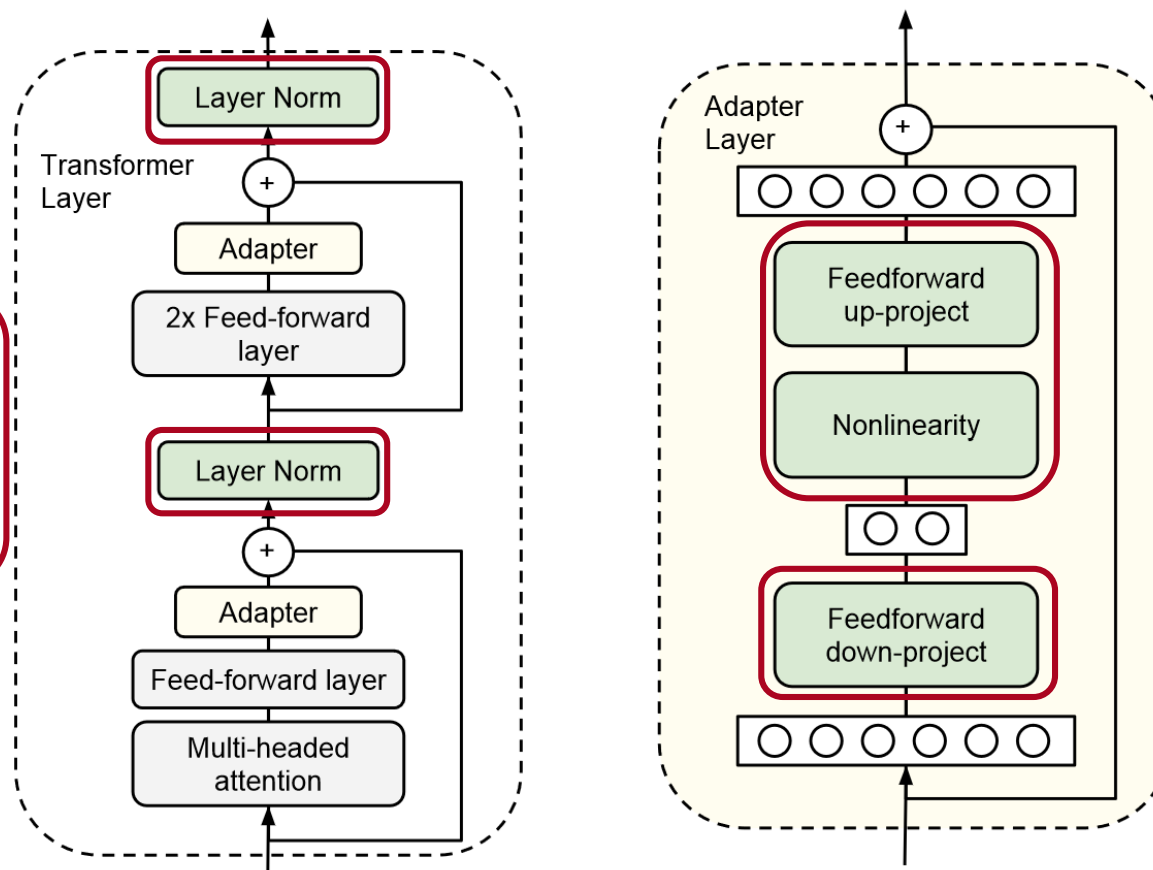 Layer Norm
Transformer
Layer
+
Adapter
2x Feed-forward
layer
Layer Norm
+
Adapter
Feed-forward layer
Multi-headed
attention
Adapter
Layer
+
Feedforward
up-project
Nonlinearity
Feedforward
down-project